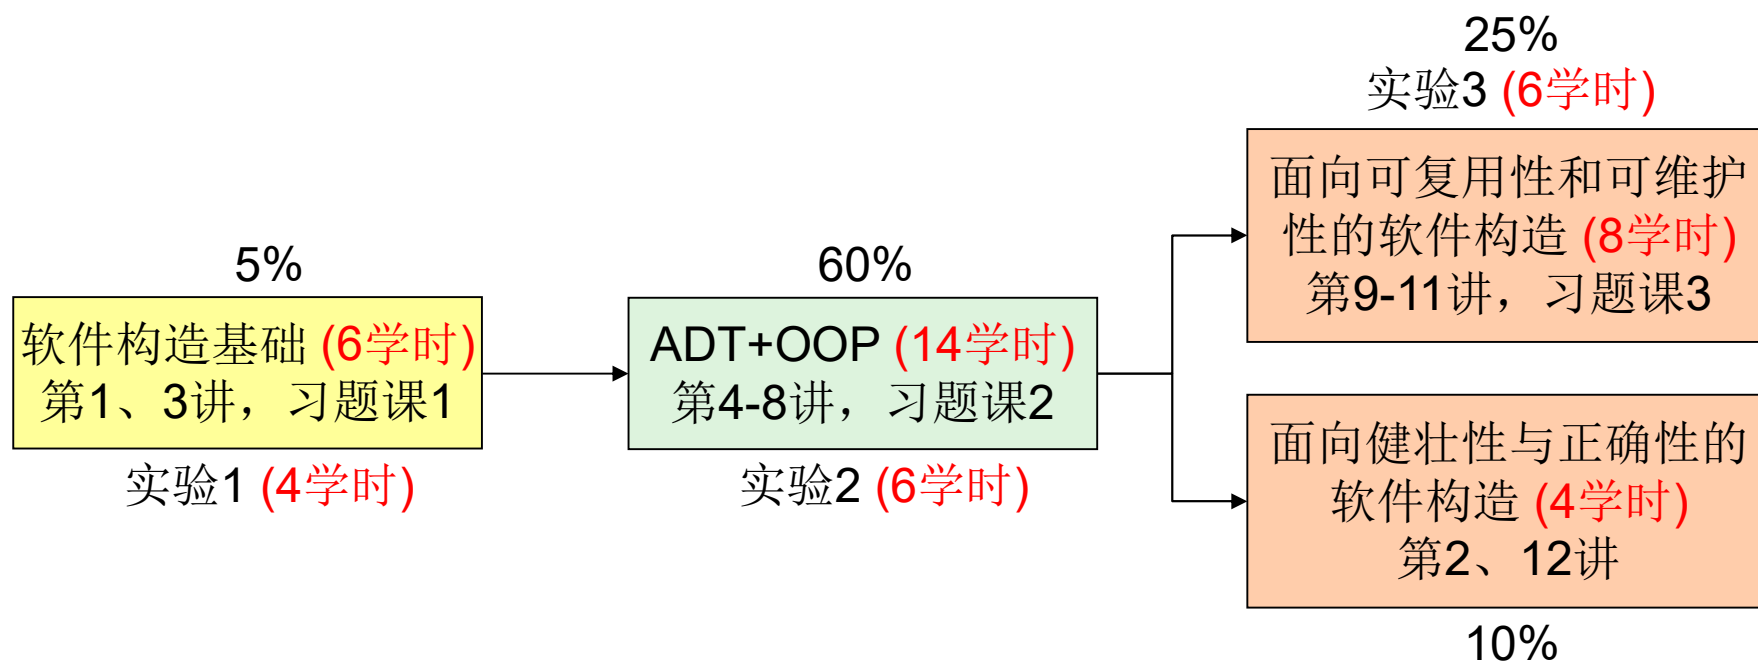 5%
软件构造基础 (6学时)
第1、3讲，习题课1
实验1 (4学时)
60%
ADT+OOP (14学时)
第4-8讲，习题课2
实验2 (6学时)
25%
实验3 (6学时)
面向可复用性和可维护
性的软件构造 (8学时)
第9-11讲，习题课3
面向健壮性与正确性的
软件构造 (4学时)
第2、12讲
10%